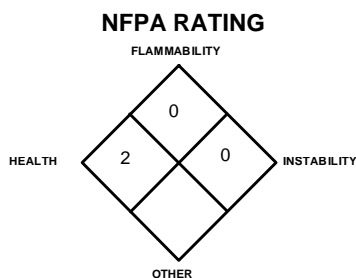 NFPA RATING
FLAMMABILITY
0
HEALTH
2
0
INSTABILITY
OTHER